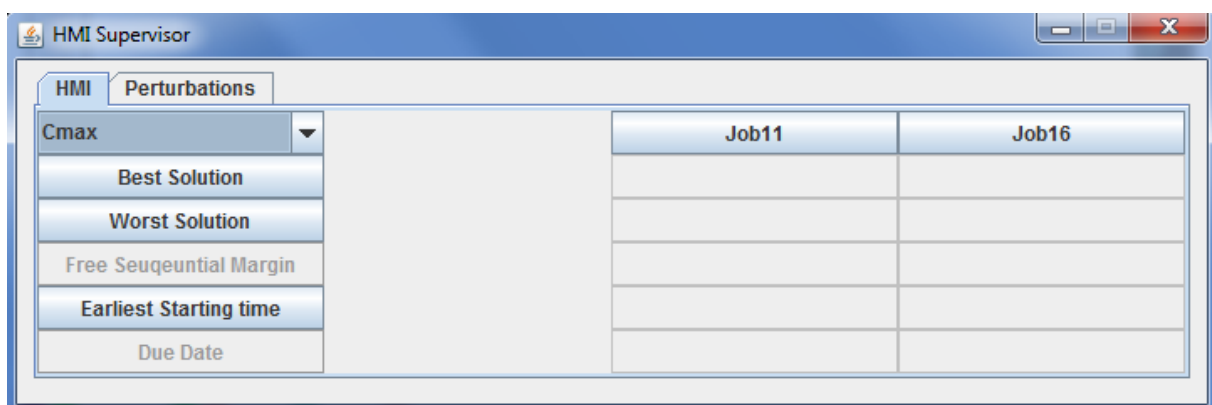 HMI Supervisor
HMI Perturbations
Cmax Job11 Job16
Best Solution
Worst Solution
Free Seuqeuntial Margin
Earliest Starting time
Due Date